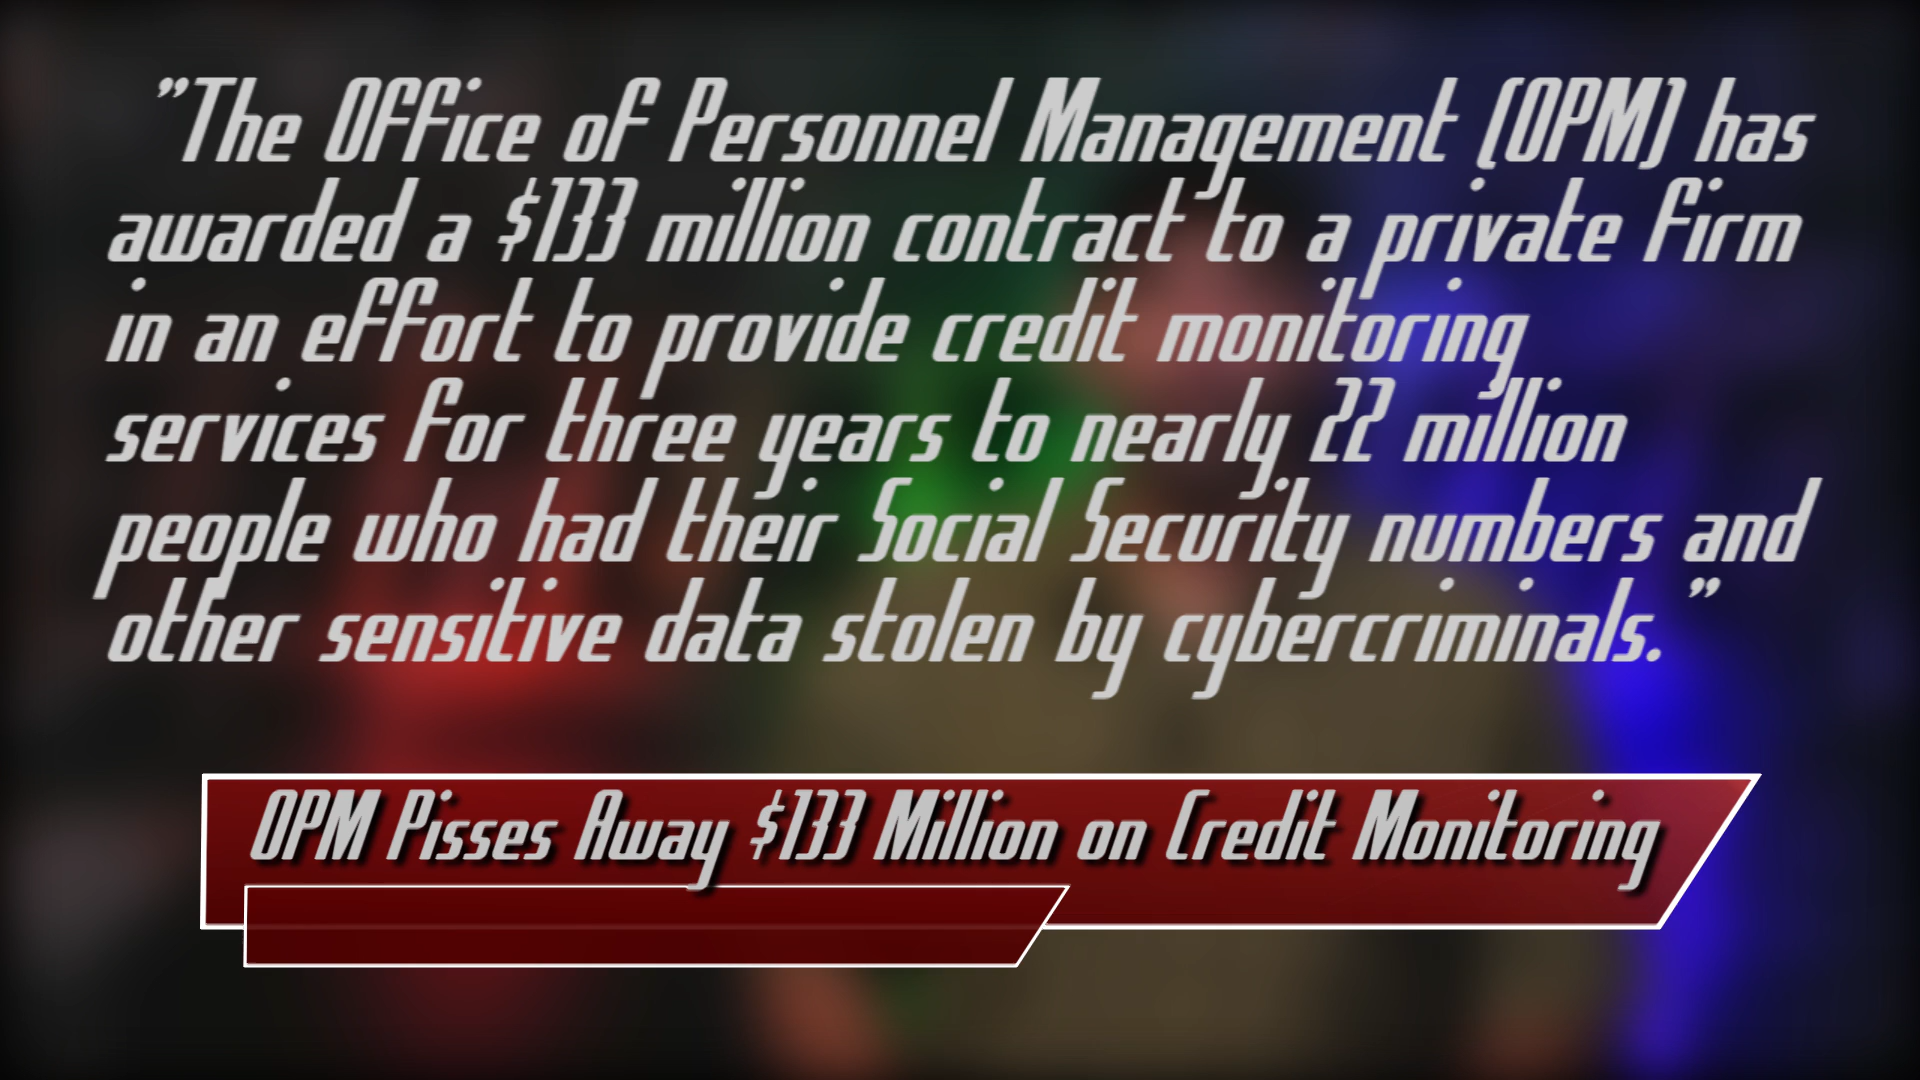 "The Office of Personnel Management (OPM) has
awarded a $133 million contract to a private firm
in an effort to provide credit monitoring
services for three years to nearly 22 million
people who had their Social Security numbers and
other sensitive data stolen by cybercriminals."
OPM Pisses Away $133 Million on Credit Monitoring